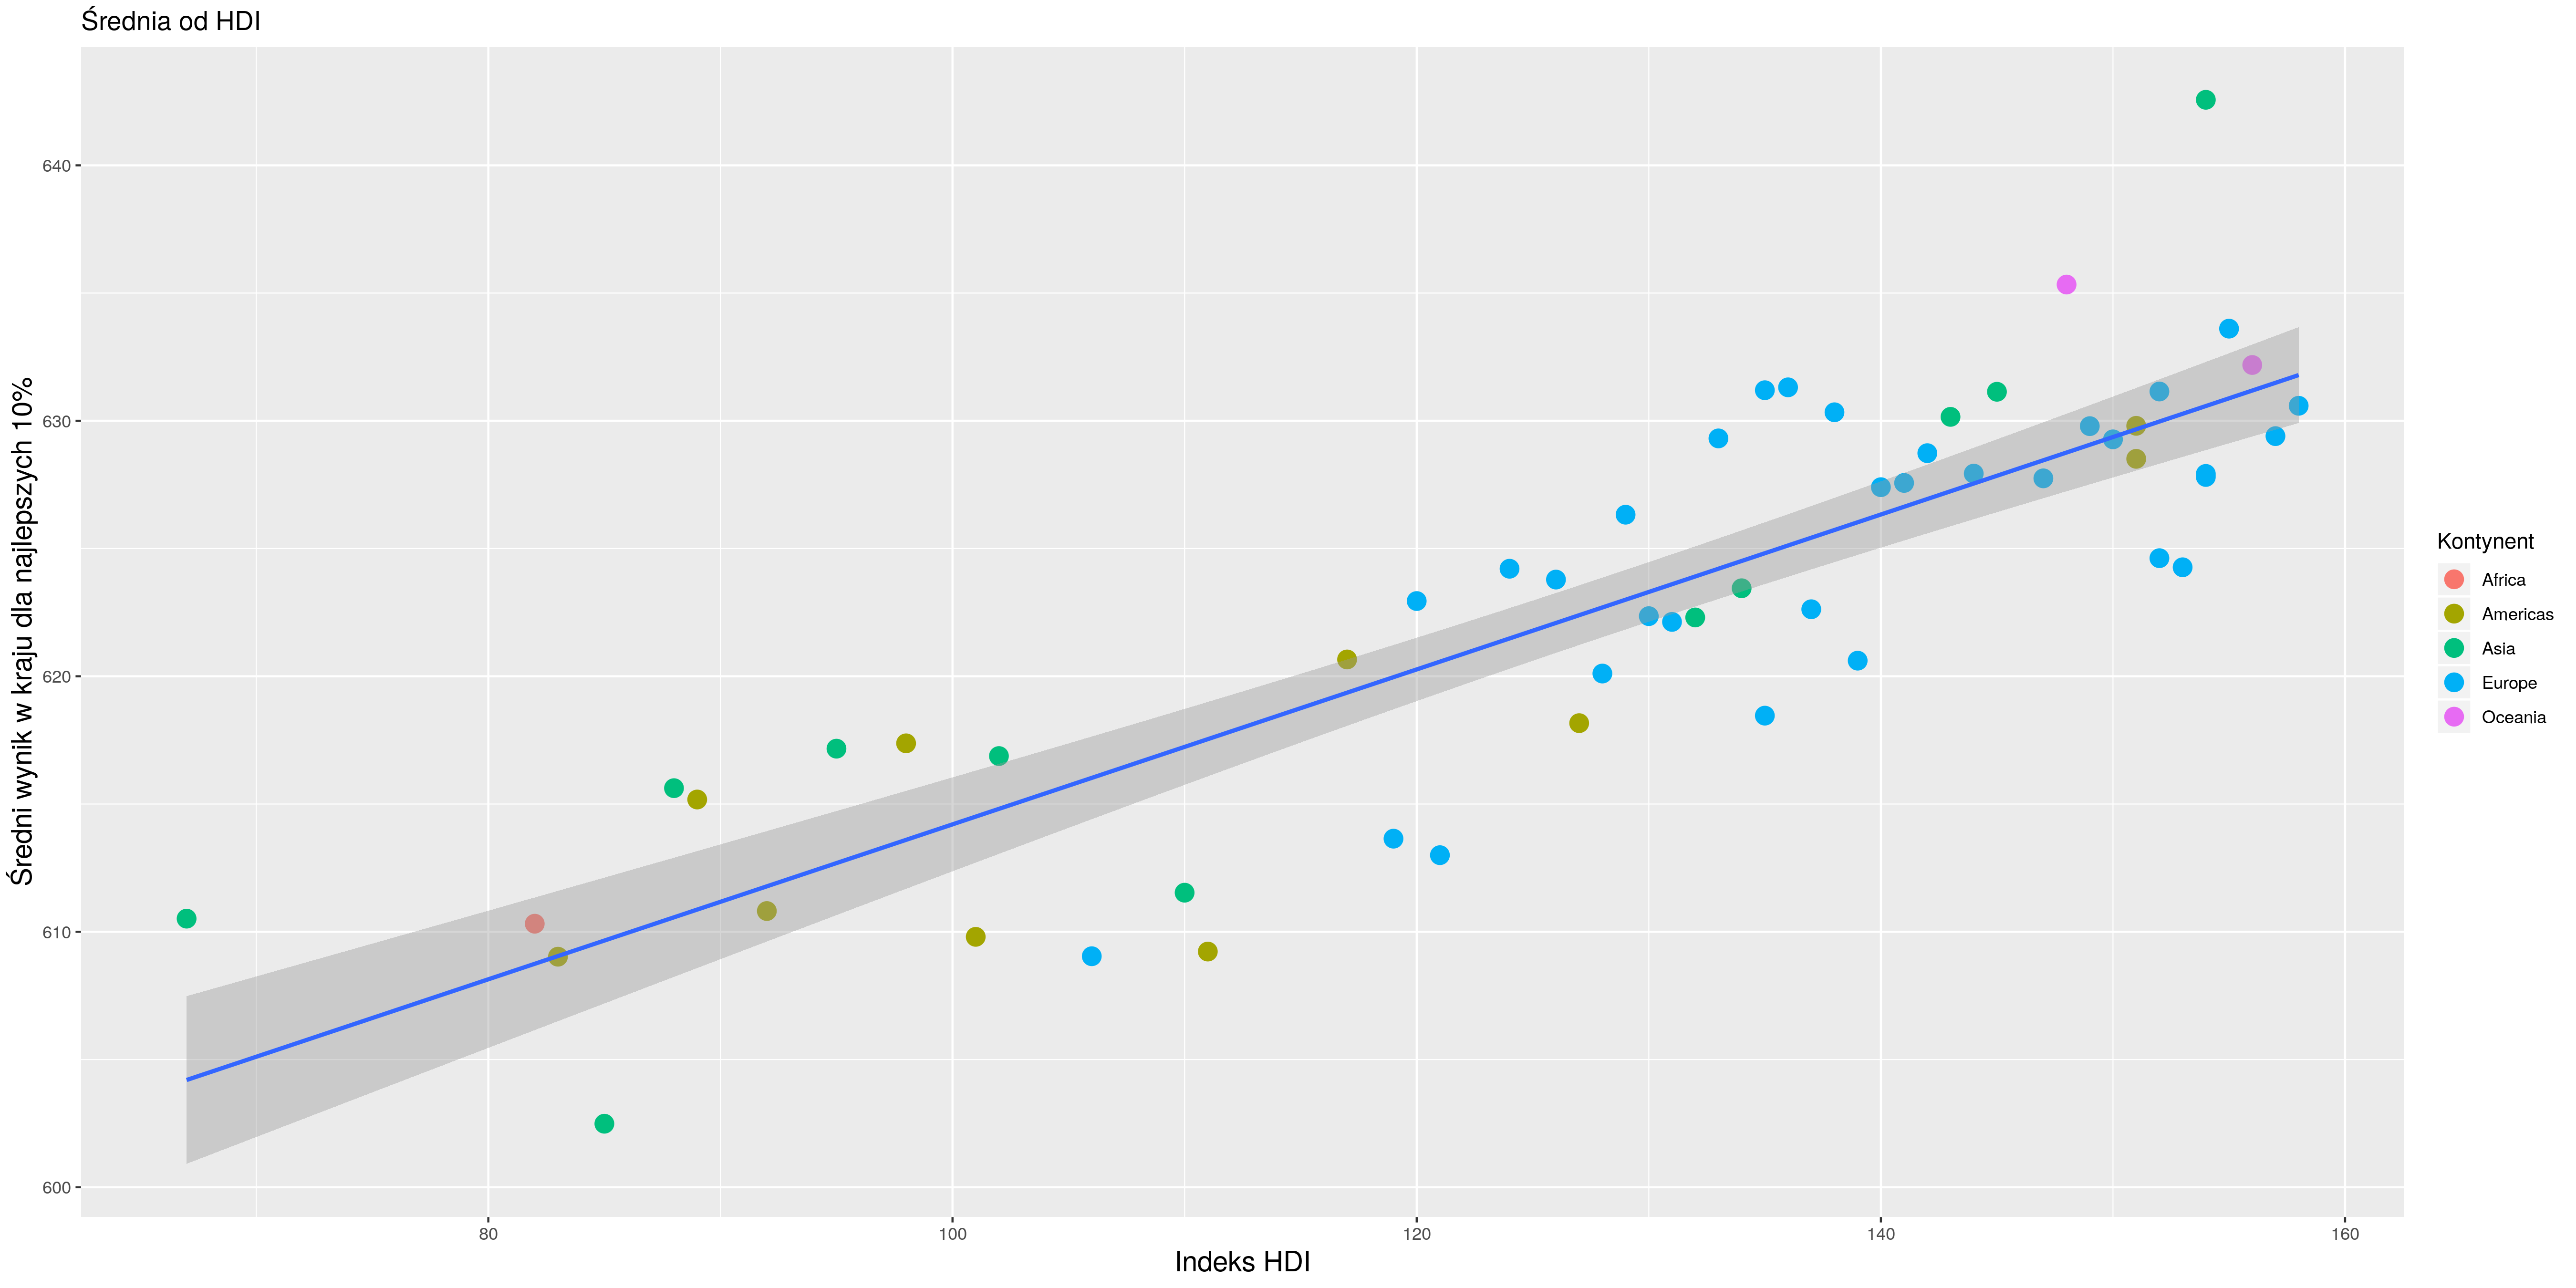 Średnia od HDI
Średni wynik w kraju dla najlepszych 10%
640
630
620
610
600
80
100
120
140
160
Indeks HDI
Kontynent
Africa
Americas
Asia
Europe
Oceania